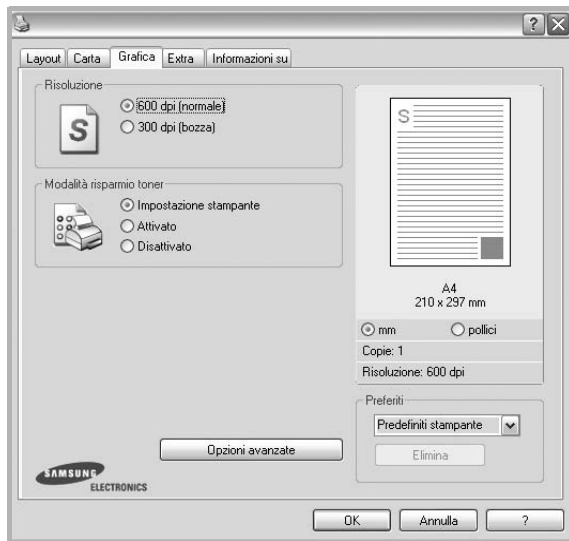 ?
Layout
Carta
Grafica
Extra
Informazioni su
Risoluzione
S
600 dpi (normale)
300 dpi (bozza)
Modalità risparmio toner
Impostazione stampante
Attivato
Disattivato
Opzioni avanzate
SAMSUNG
ELECTRONICS
S
A4
210 x 297 mm
mm
pollici
Copie: 1
Risoluzione: 600 dpi
Preferiti
Predefiniti stampante
Elimina
OK
Annulla
?